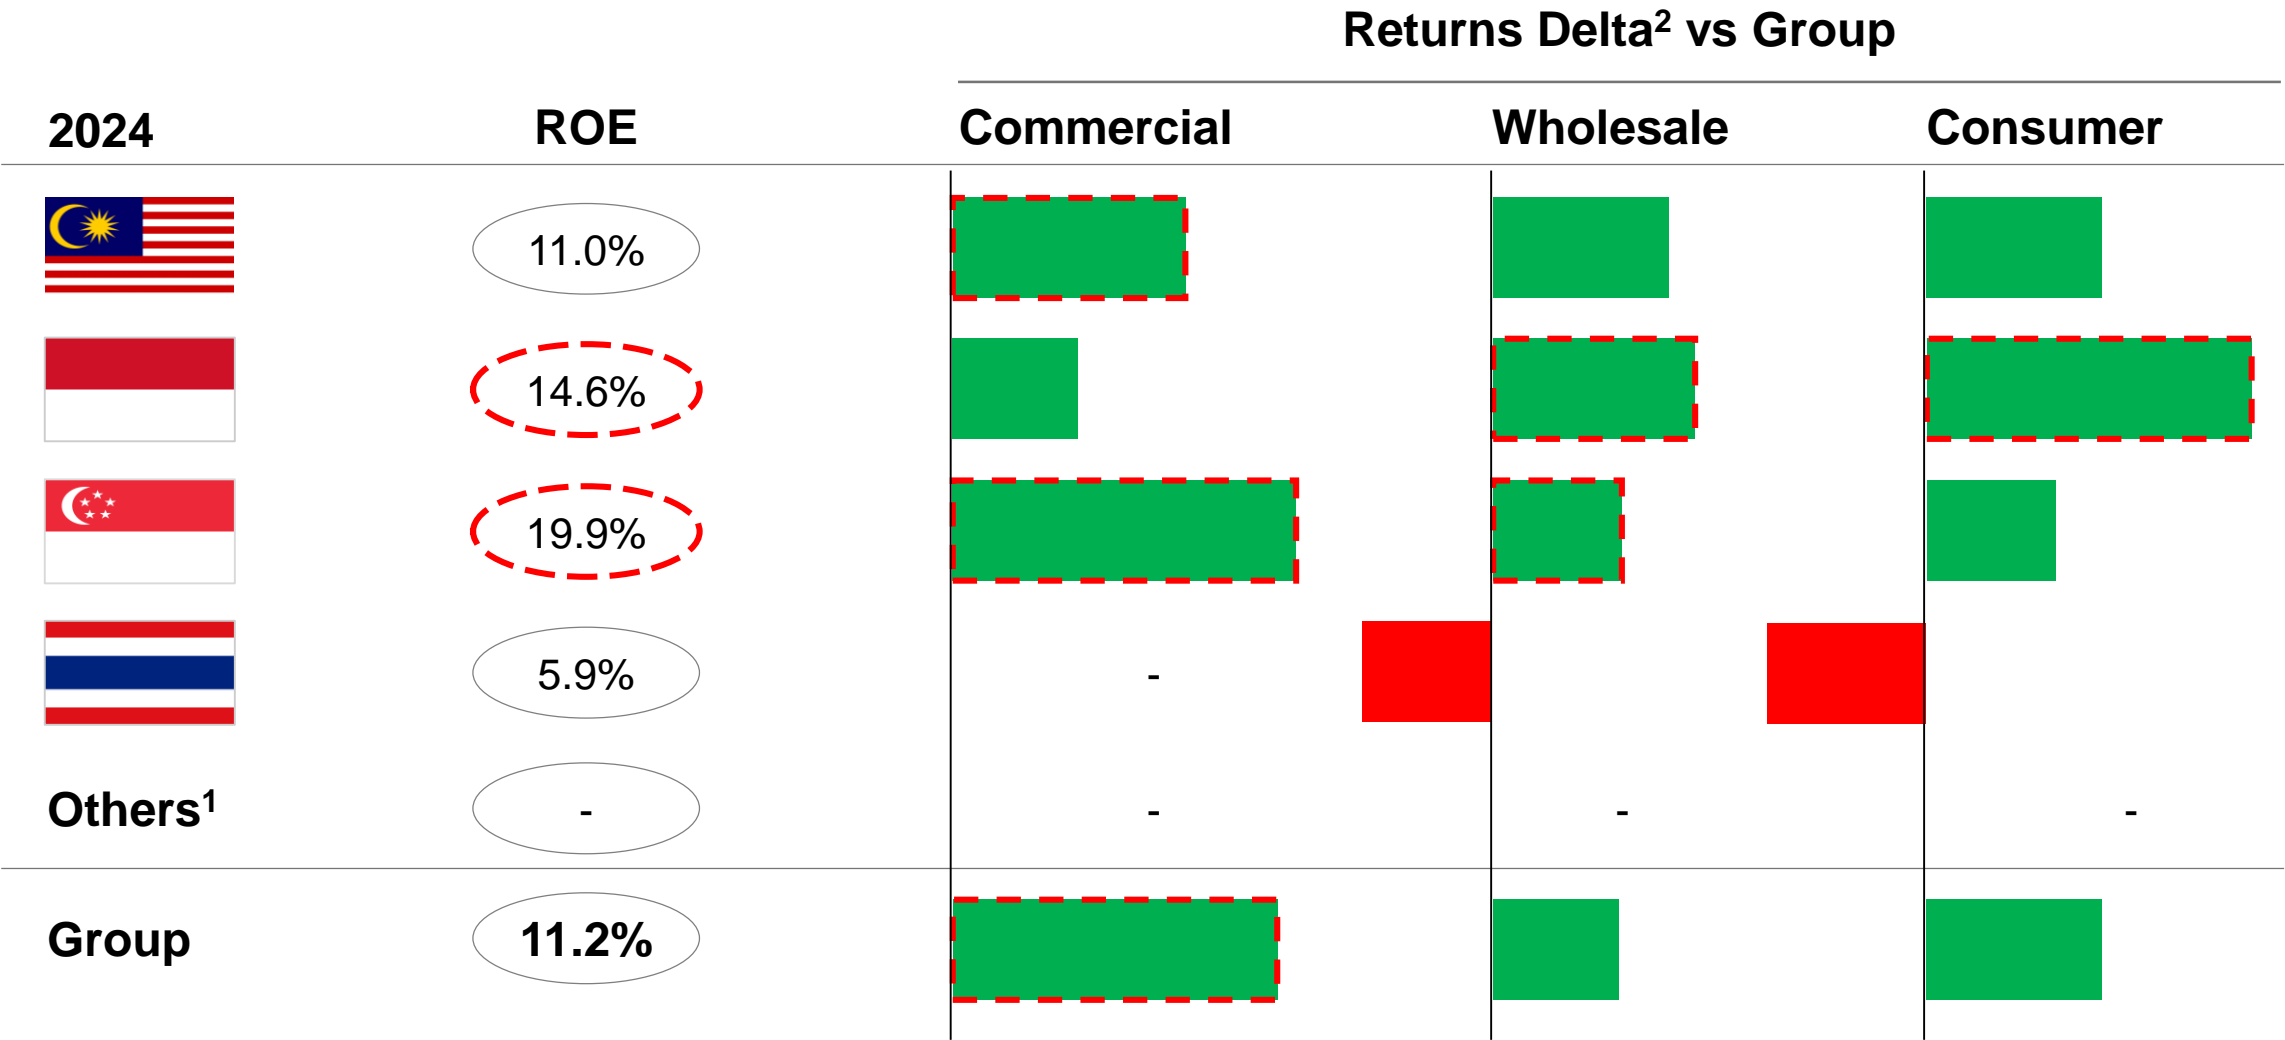 Returns Delta² vs Group
2024 ROE Commercial Wholesale Consumer
11.0%
14.6%
19.9%
5.9% -
Others¹ - - - -
Group 11.2%